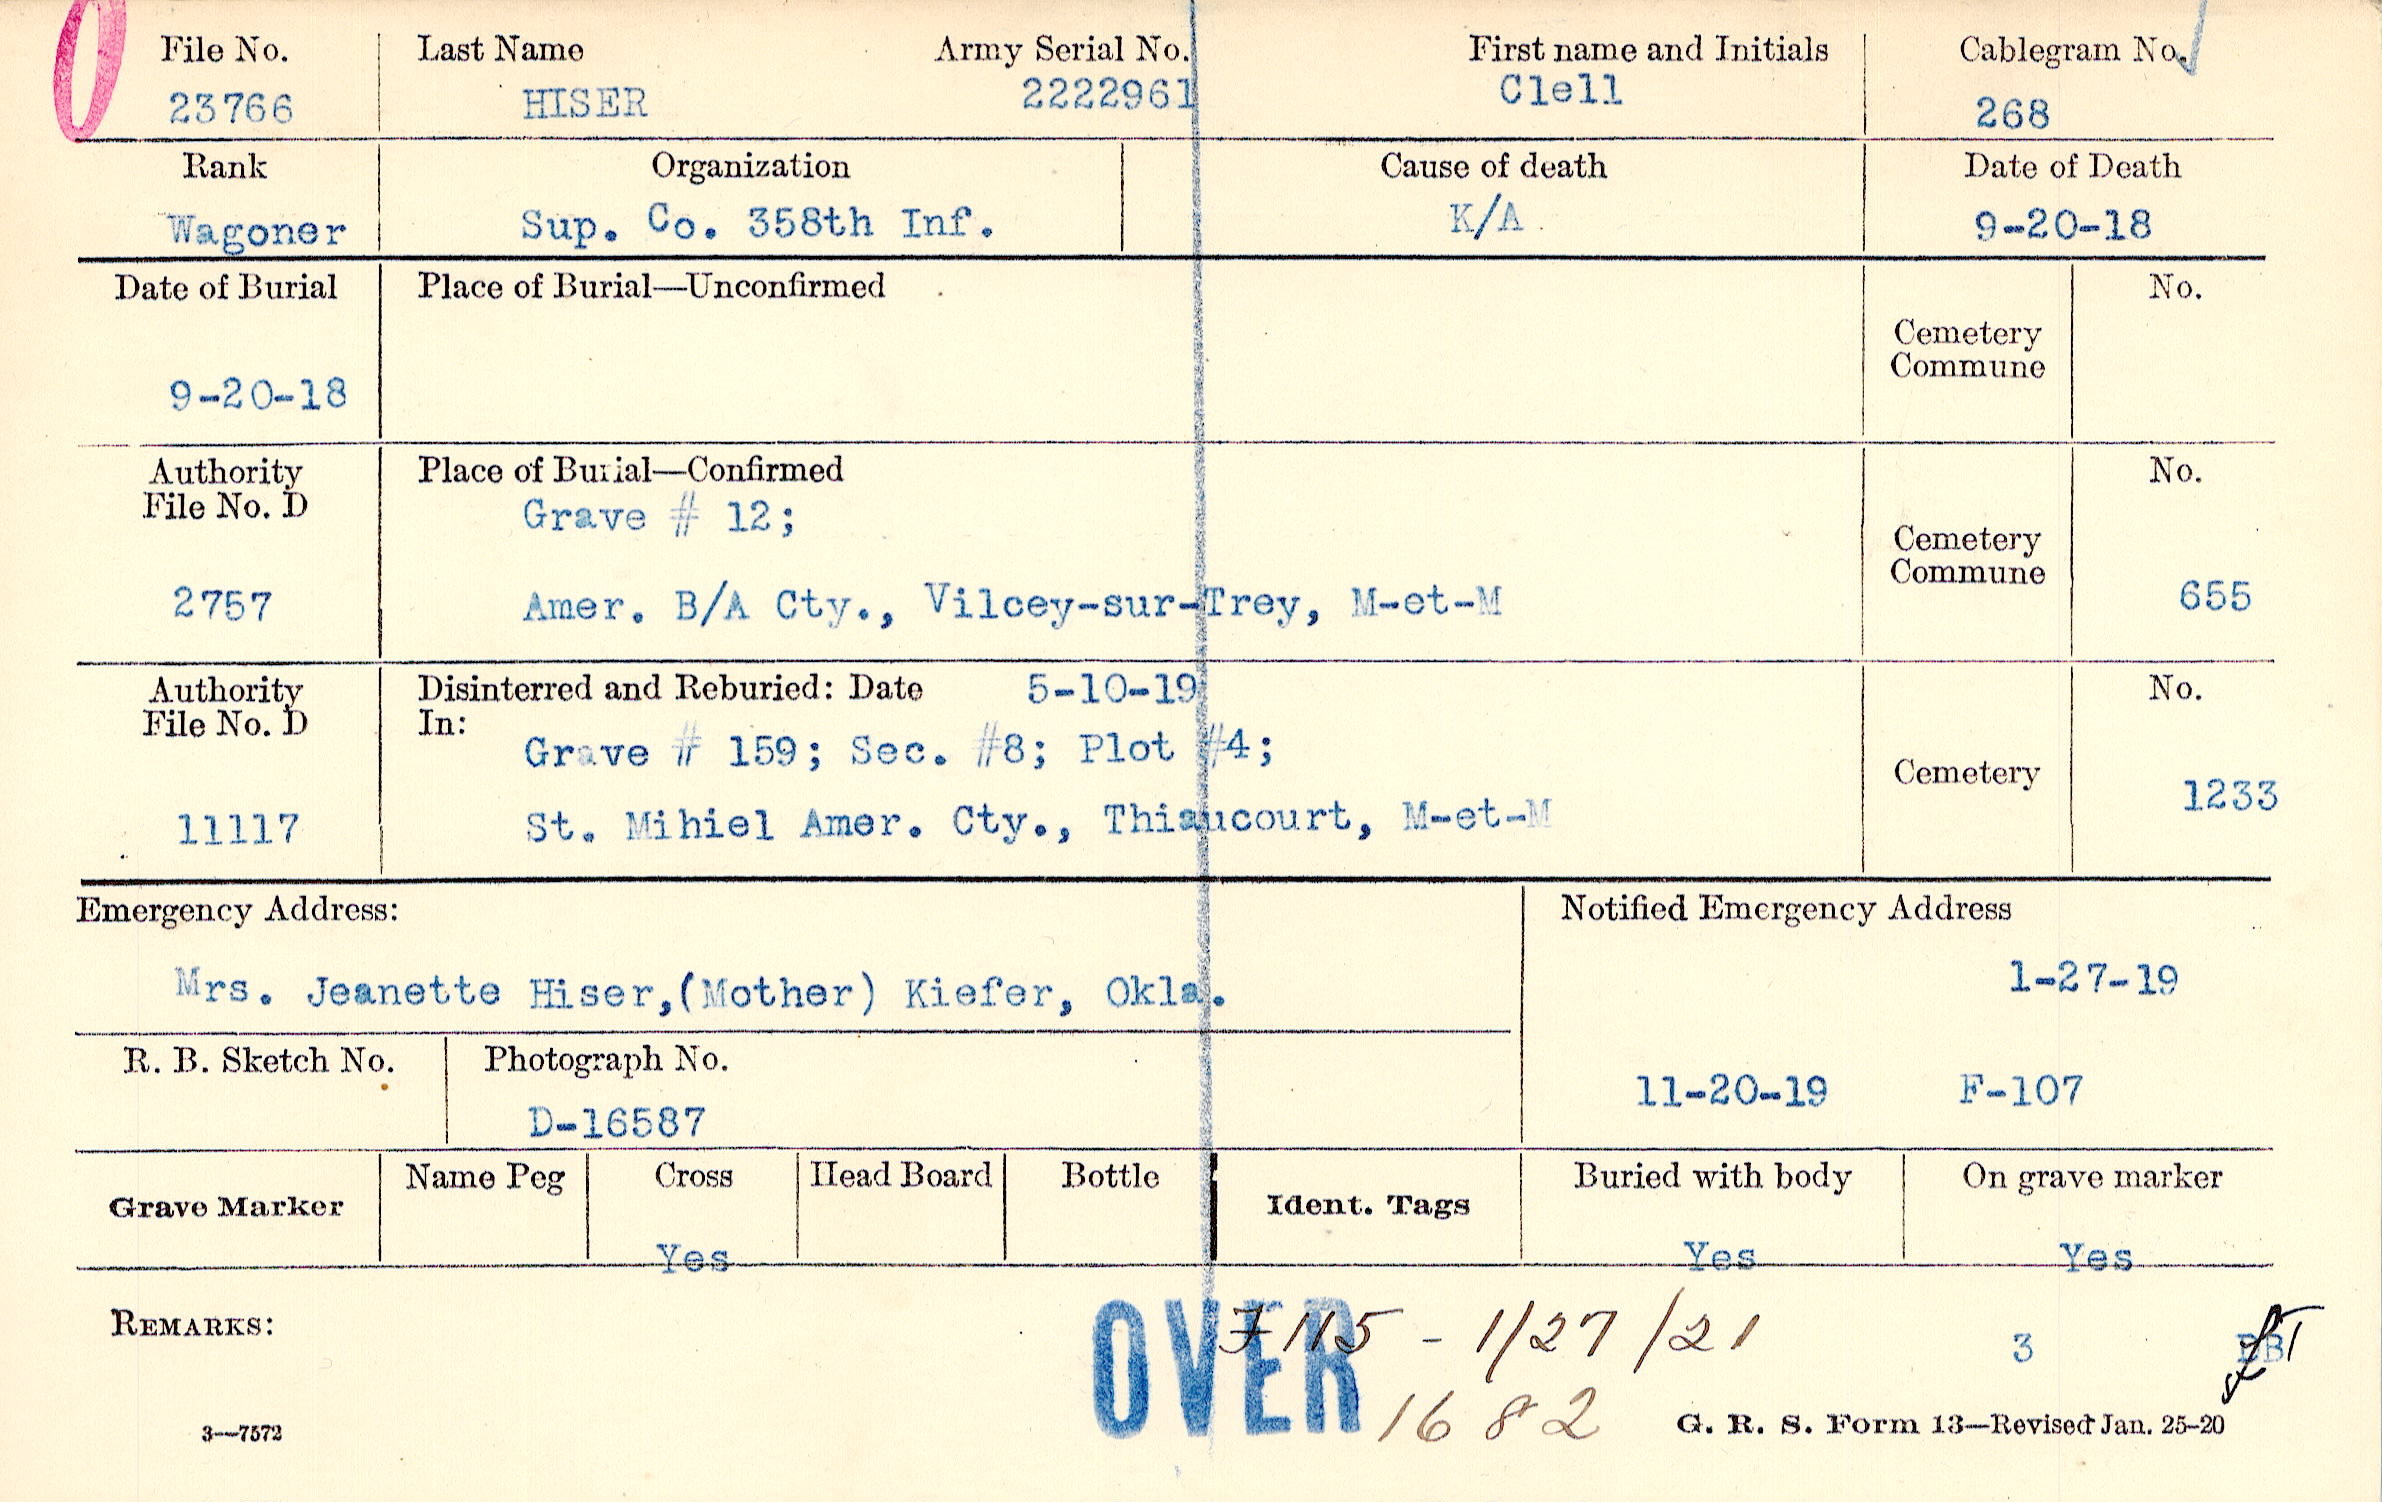 File No. Last Name Army Serial No. First name and Initials Cablegram No.
23766 HISER 2222961 Clell 268
Rank Organization Cause of death Date of Death
Wagoner Sup. Co. 358th Inf. K/A 9-20-18
Date of Burial Place of Burial—Unconfirmed No.
Cemetery
Commune
9-20-18
Authority Place of Burial—Confirmed No.
File No. D Grave # 12;
Cemetery
Commune
2757 Amer. B/A Cty., Vilcey-sur-Trey, M-et-M 655
Authority Disinterred and Reburied: Date 5-10-19 No.
File No. D In:
Grave # 159; Sec. #8; Plot #4;
Cemetery
11117 St. Mihiel Amer. Cty., Thiaucourt, M-et-M 1233
Emergency Address: Notified Emergency Address
Mrs. Jeanette Hiser,(Mother) Kiefer, Okla. 1-27-19
R. B. Sketch No. Photograph No.
D-16587 11-20-19 F-107
Grave Marker Name Peg Cross Head Board Bottle Ident. Tags Buried with body On grave marker
Yes Yes Yes
REMARKS: OVER F 115 - 1/27/21 3
1682
3—7572 G. R. S. Form 13—Revised Jan. 25-20